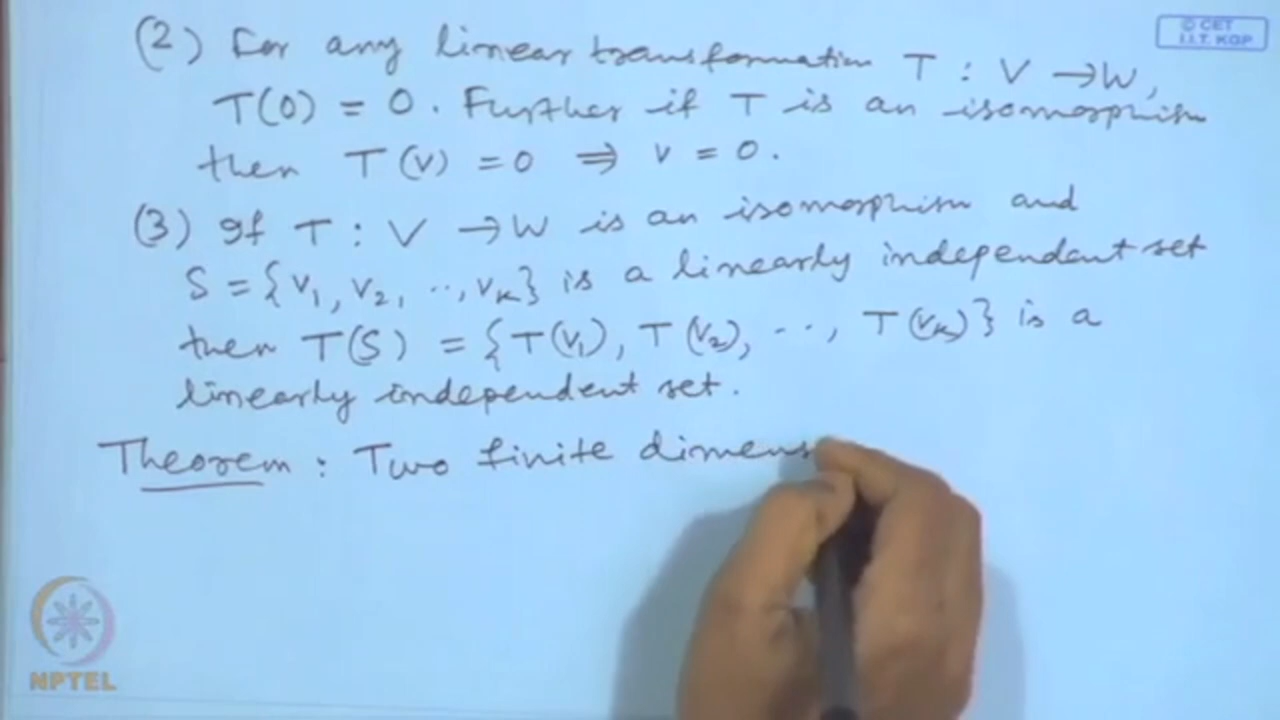 (2) For any linear transformation T : V → W,
© CET
I.I.T. KGP
T(0) = 0. Further if T is an isomorphism
then T(v) = 0 ⇒ v = 0.
(3) If T : V → W is an isomorphism and
S = {v₁, v₂, .., vₖ} is a linearly independent set
then T(S) = {T(v₁), T(v₂), .., T(vₖ)} is a
linearly independent set.
Theorem : Two finite dimens
NPTEL